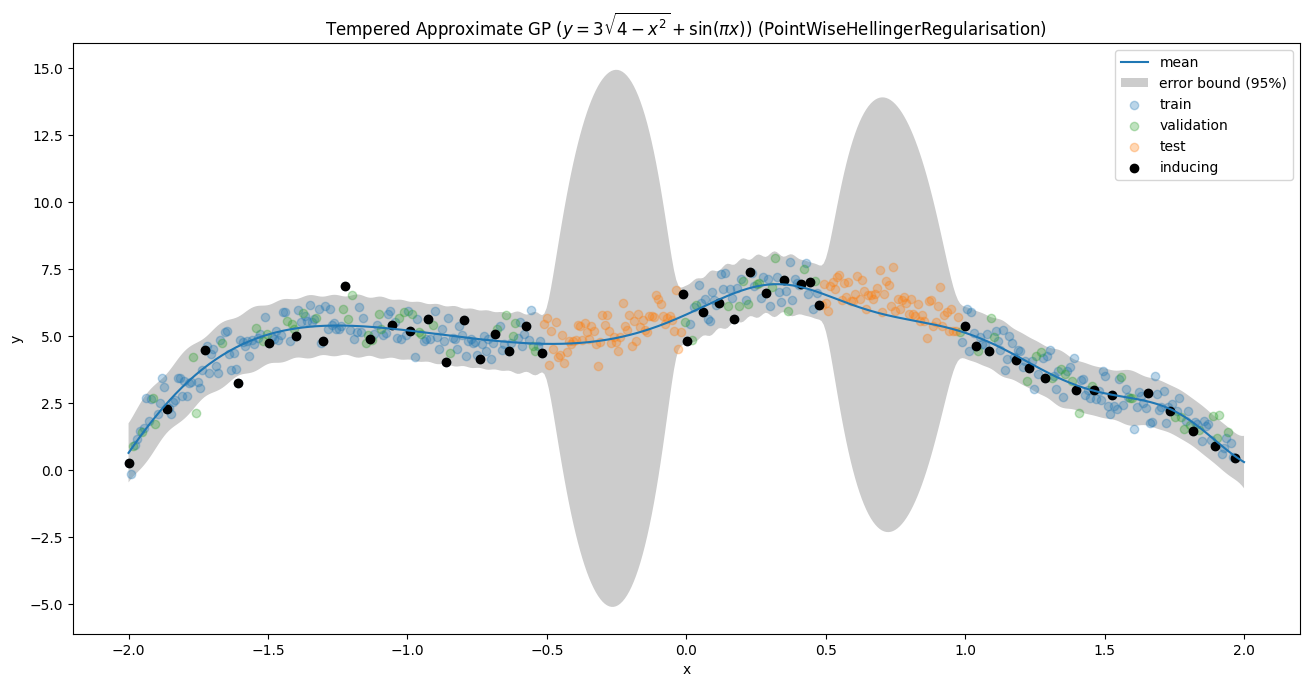 Tempered Approximate GP ($y = 3\sqrt{4 - x^2} + \sin(\pi x)$) (PointWiseHellingerRegularisation)
mean
error bound (95%)
train
validation
test
inducing
15.0
12.5
10.0
7.5
5.0
2.5
0.0
−2.5
−5.0
y
−2.0 −1.5 −1.0 −0.5 0.0 0.5 1.0 1.5 2.0
x